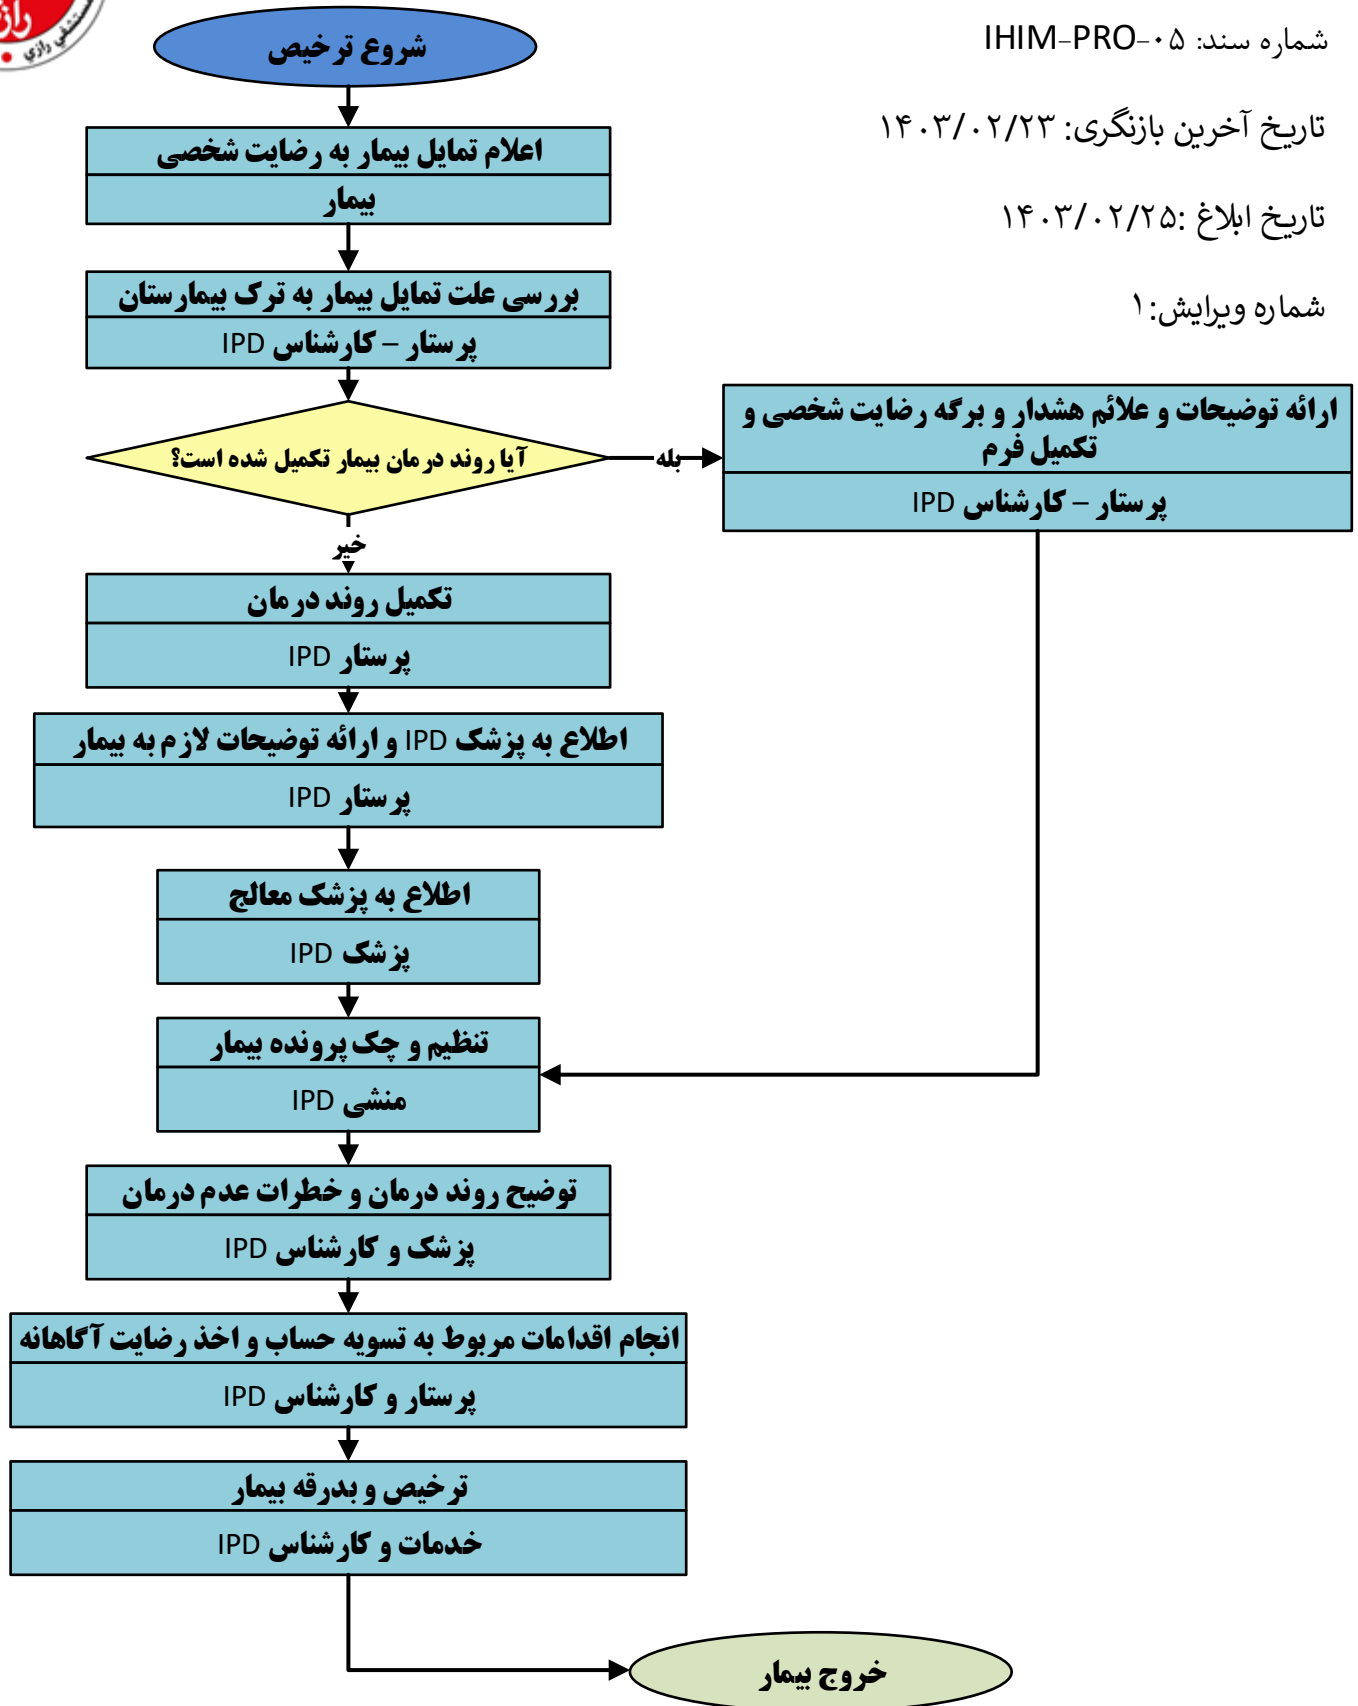 شماره سند: IHIM-PRO-۰۵
تاریخ آخرین بازنگری: ۱۴۰۳/۰۲/۲۳
تاریخ ابلاغ :۱۴۰۳/۰۲/۲۵
شماره ویرایش: ۱
شروع ترخیص
اعلام تمایل بیمار به رضایت شخصی
بیمار
بررسی علت تمایل بیمار به ترک بیمارستان
پرستار – کارشناس IPD
آیا روند درمان بیمار تکمیل شده است؟
بله
ارائه توضیحات و علائم هشدار و برگه رضایت شخصی و
تکمیل فرم
پرستار – کارشناس IPD
خیر
تکمیل روند درمان
پرستار IPD
اطلاع به پزشک IPD و ارائه توضیحات لازم به بیمار
پرستار IPD
اطلاع به پزشک معالج
پزشک IPD
تنظیم و چک پرونده بیمار
منشی IPD
توضیح روند درمان و خطرات عدم درمان
پزشک و کارشناس IPD
انجام اقدامات مربوط به تسویه حساب و اخذ رضایت آگاهانه
پرستار و کارشناس IPD
ترخیص و بدرقه بیمار
خدمات و کارشناس IPD
خروج بیمار